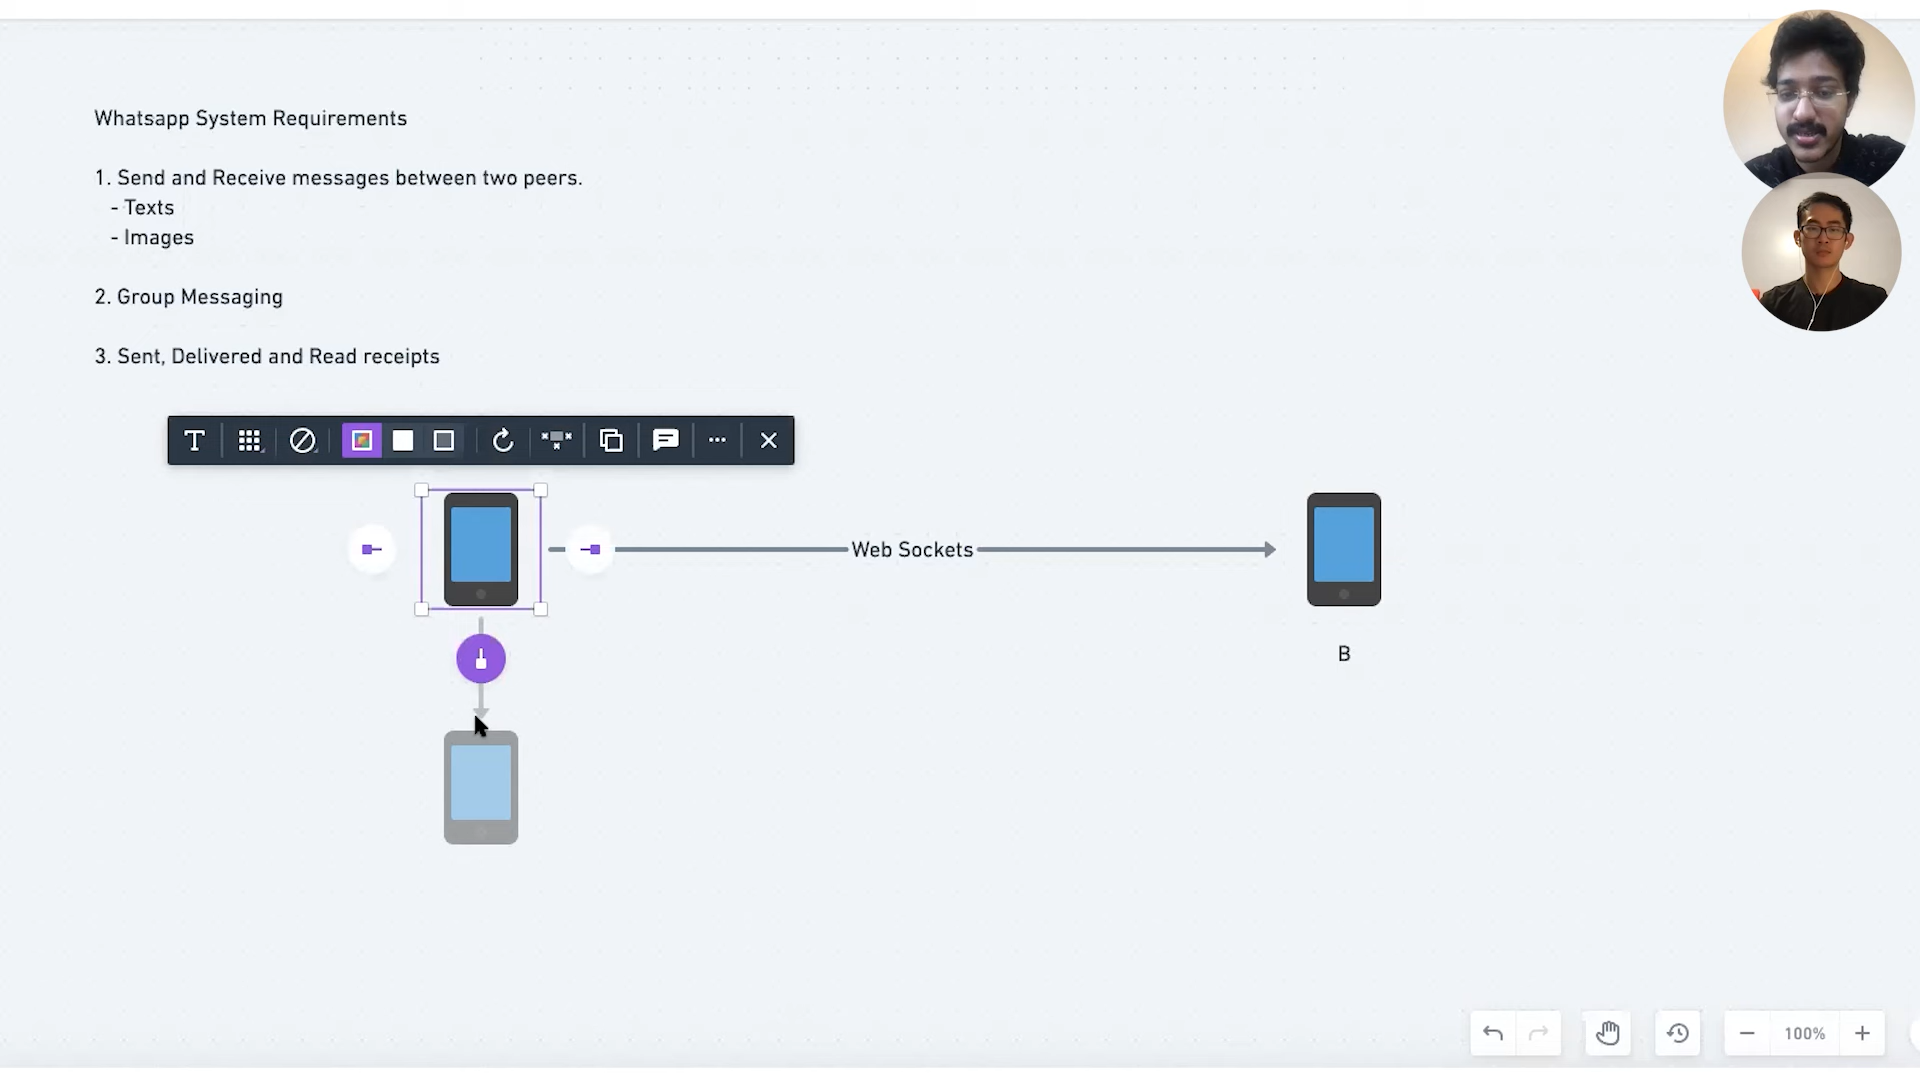 Whatsapp System Requirements
1. Send and Receive messages between two peers.
- Texts
- Images
2. Group Messaging
3. Sent, Delivered and Read receipts
T
Web Sockets
B
100%